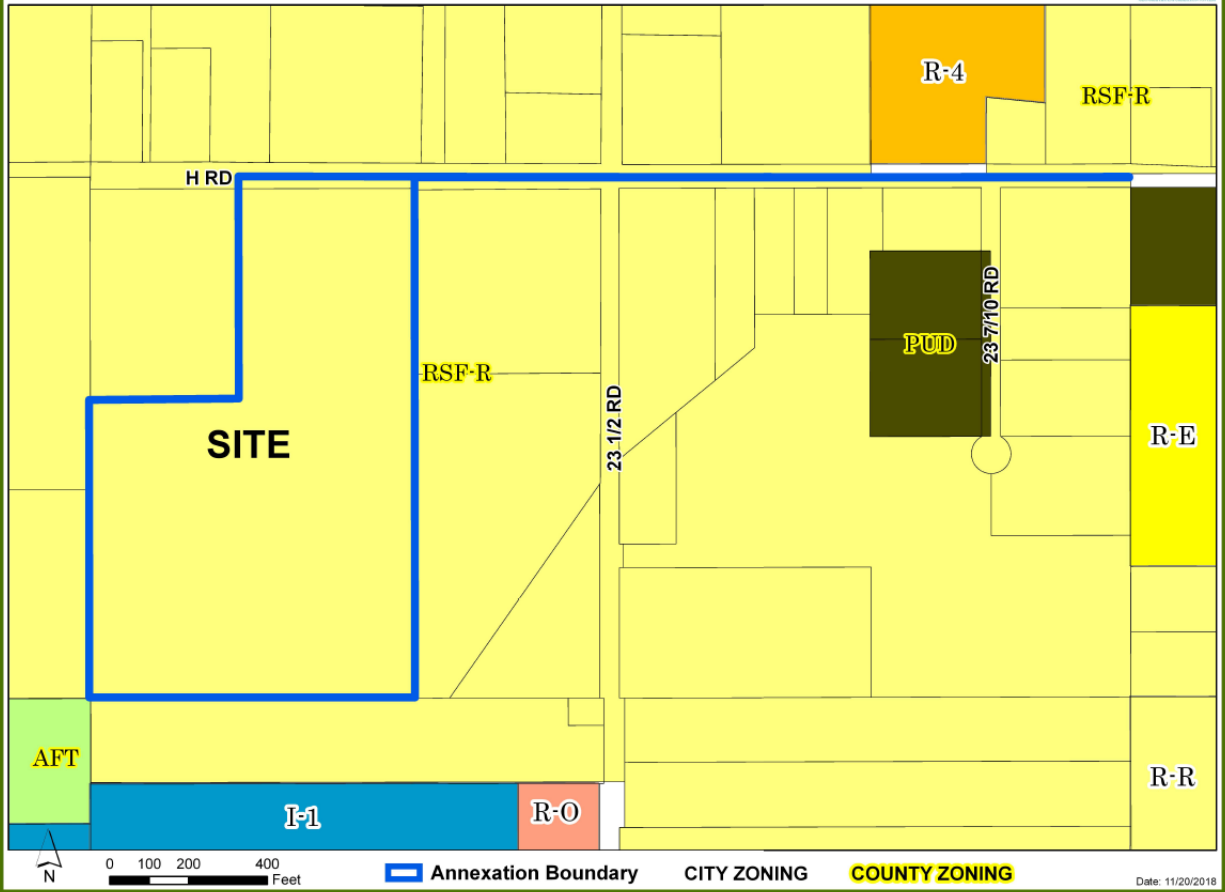 R-4
RSF-R
H RD
23 7/10 RD
PUD
RSF-R
23 1/2 RD
SITE
R-E
AFT
R-R
I-1
R-O
N
0 100 200 400
Feet
Annexation Boundary
CITY ZONING
COUNTY ZONING
Date: 11/20/2018